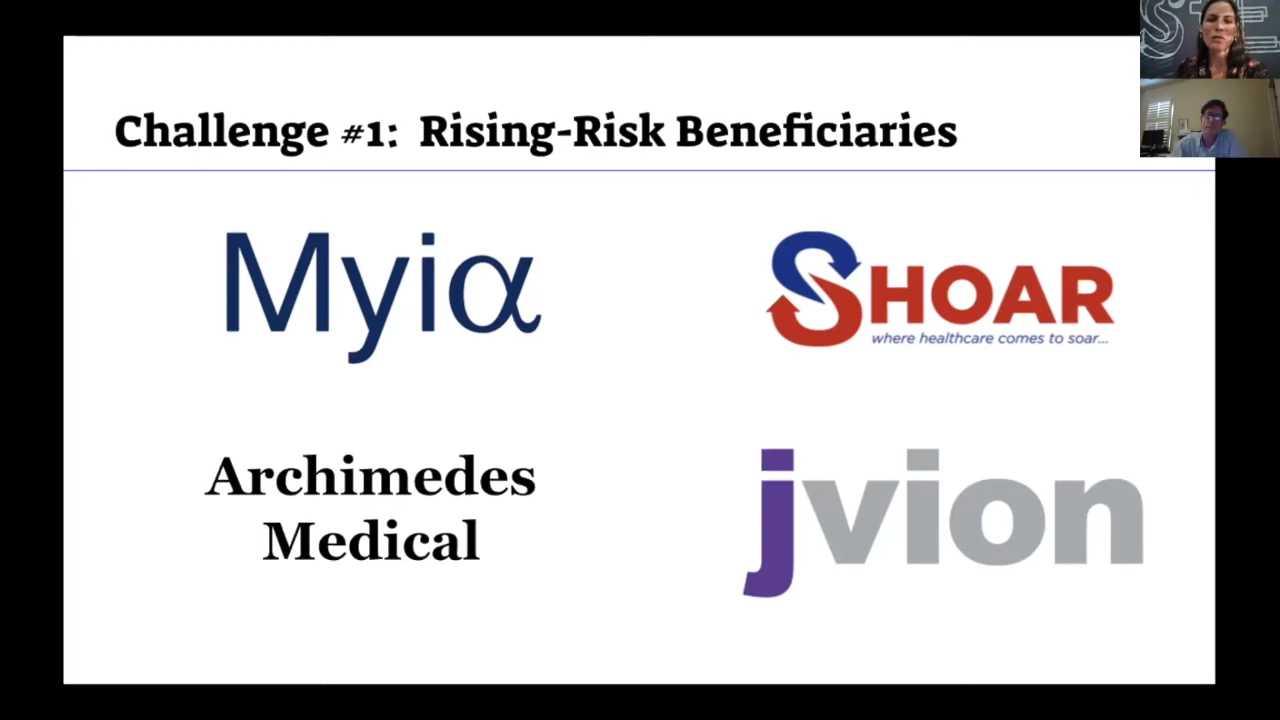 Challenge #1: Rising-Risk Beneficiaries
Myiα
SHOAR
where healthcare comes to soar...
Archimedes
Medical
jvion